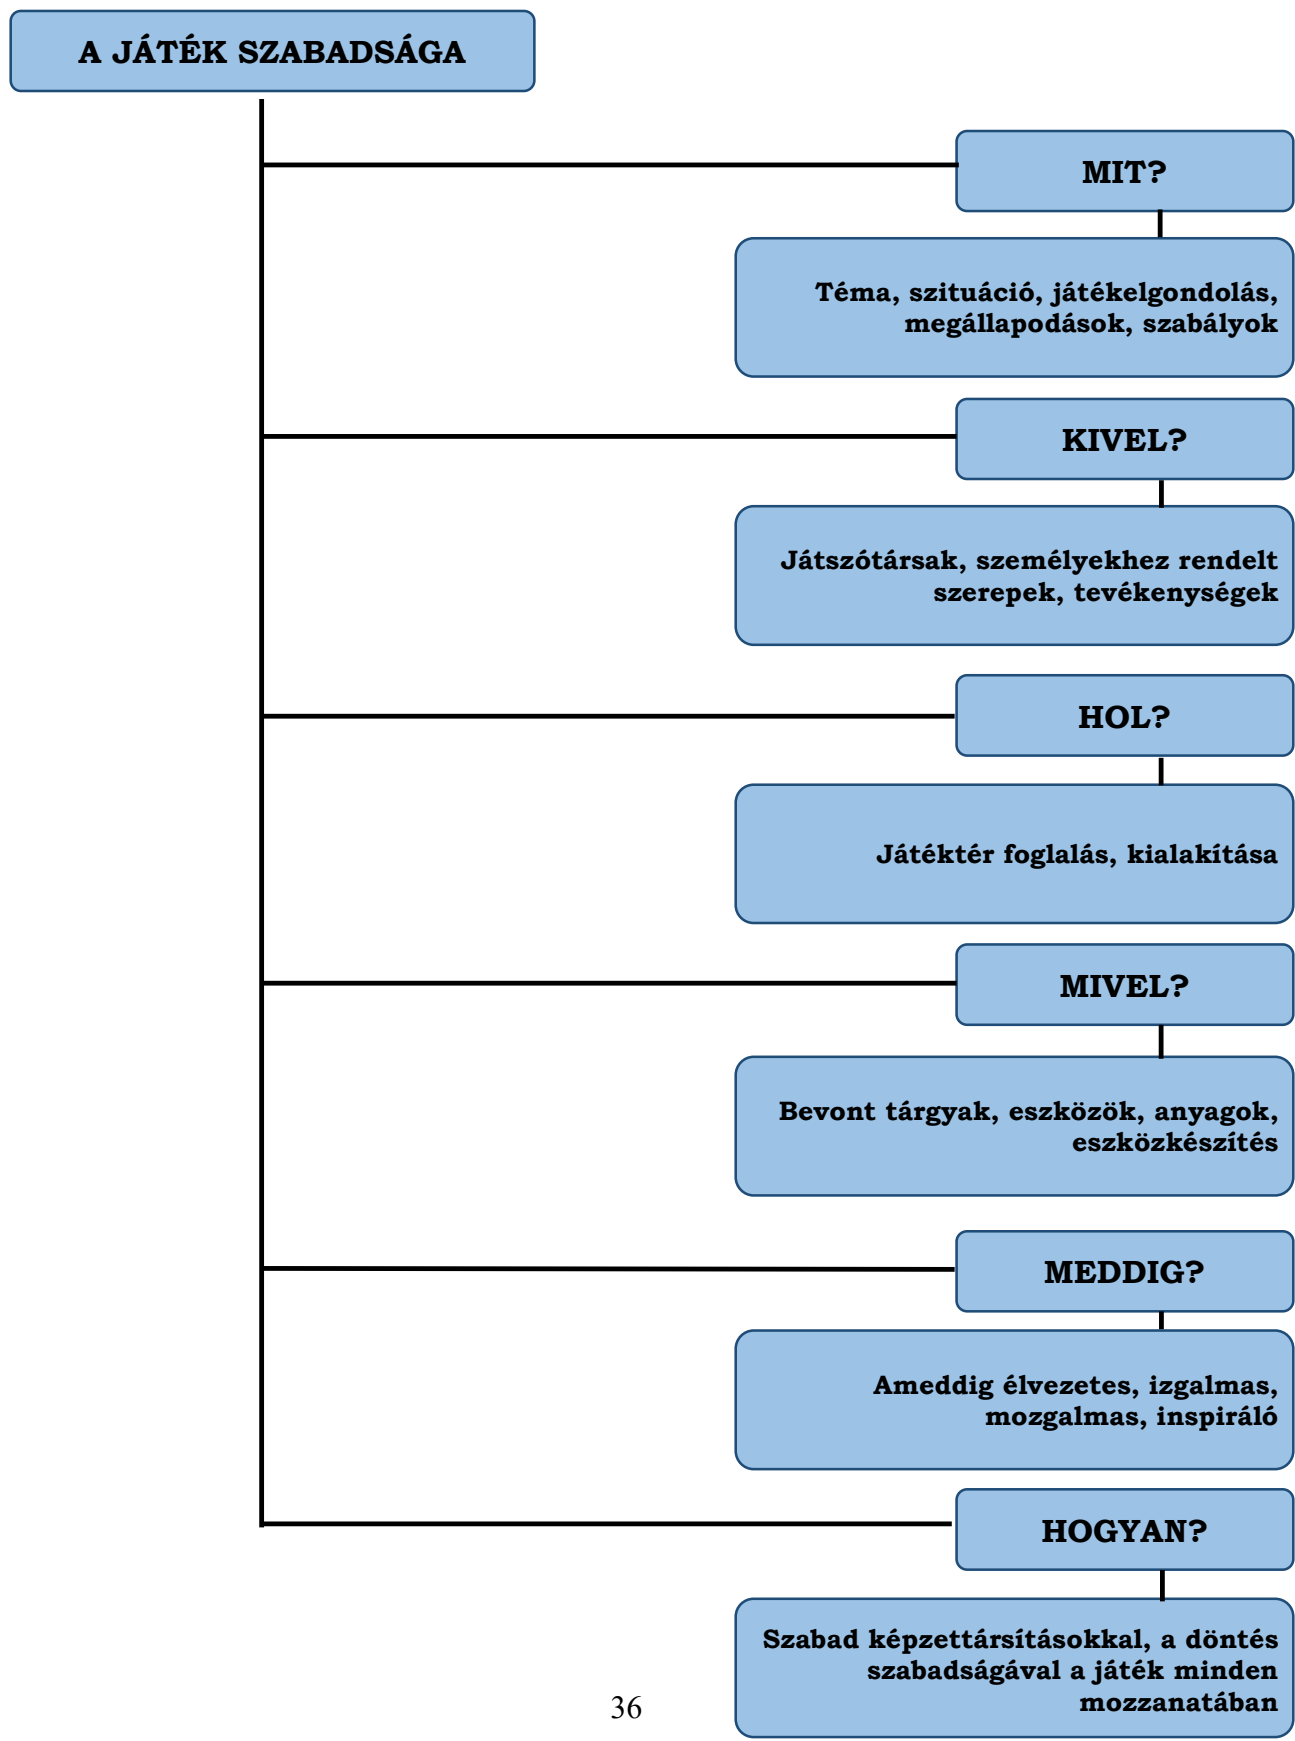 A JÁTÉK SZABADSÁGA
MIT?
Téma, szituáció, játékelgondolás,
megállapodások, szabályok
KIVEL?
Játszótársak, személyekhez rendelt
szerepek, tevékenységek
HOL?
Játéktér foglalás, kialakítása
MIVEL?
Bevont tárgyak, eszközök, anyagok,
eszközkészítés
MEDDIG?
Ameddig élvezetes, izgalmas,
mozgalmas, inspiráló
HOGYAN?
Szabad képzettársításokkal, a döntés
szabadságával a játék minden
mozzanatában
36